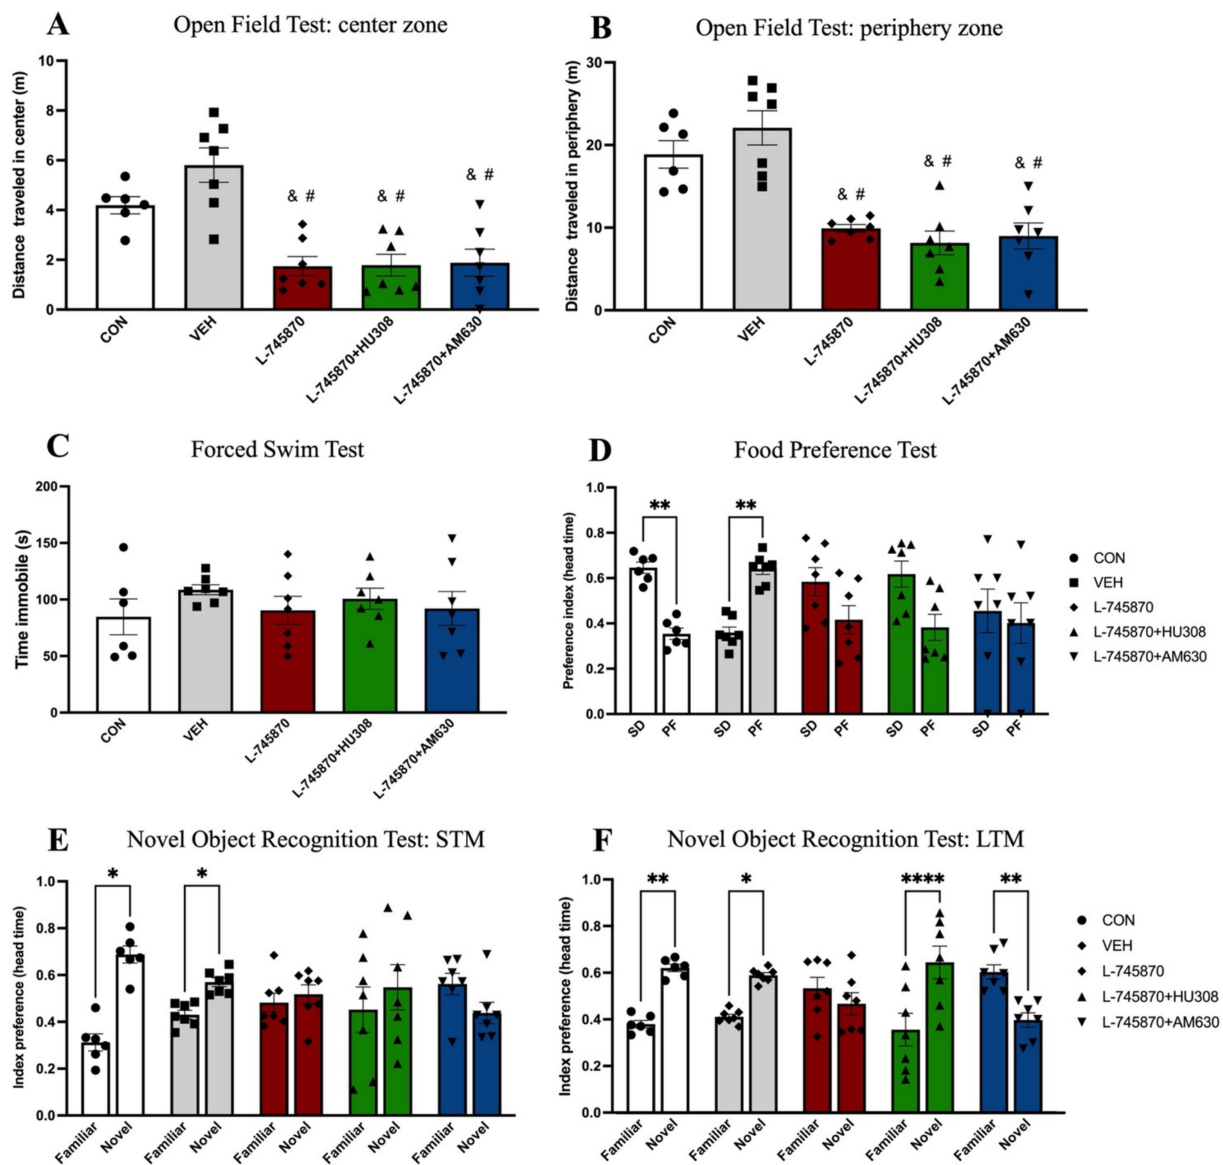 A
Open Field Test: center zone
Distance traveled in center (m)
10
8
6
4
2
0
& #
& #
& #
CON
VEH
L-745870
L-745870+HU308
L-745870+AM630
B
Open Field Test: periphery zone
Distance traveled in periphery (m)
30
20
10
0
& #
& #
& #
CON
VEH
L-745870
L-745870+HU308
L-745870+AM630
C
Forced Swim Test
Time immobile (s)
200
150
100
50
0
CON
VEH
L-745870
L-745870+HU308
L-745870+AM630
D
Food Preference Test
Preference index (head time)
1.0
0.8
0.6
0.4
0.2
0.0
**
**
SD
PF
SD
PF
SD
PF
SD
PF
SD
PF
CON
VEH
L-745870
L-745870+HU308
L-745870+AM630
E
Novel Object Recognition Test: STM
Index preference (head time)
1.0
0.8
0.6
0.4
0.2
0.0
*
*
Familiar
Novel
Familiar
Novel
Familiar
Novel
Familiar
Novel
Familiar
Novel
F
Novel Object Recognition Test: LTM
Index preference (head time)
1.0
0.8
0.6
0.4
0.2
0.0
**
*
****
**
Familiar
Novel
Familiar
Novel
Familiar
Novel
Familiar
Novel
Familiar
Novel
CON
VEH
L-745870
L-745870+HU308
L-745870+AM630